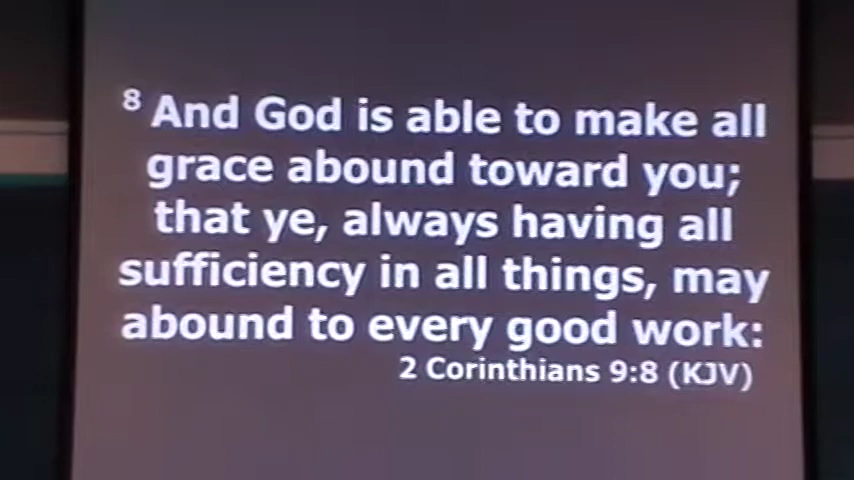 8 And God is able to make all
grace abound toward you;
that ye, always having all
sufficiency in all things, may
abound to every good work:
2 Corinthians 9:8 (KJV)